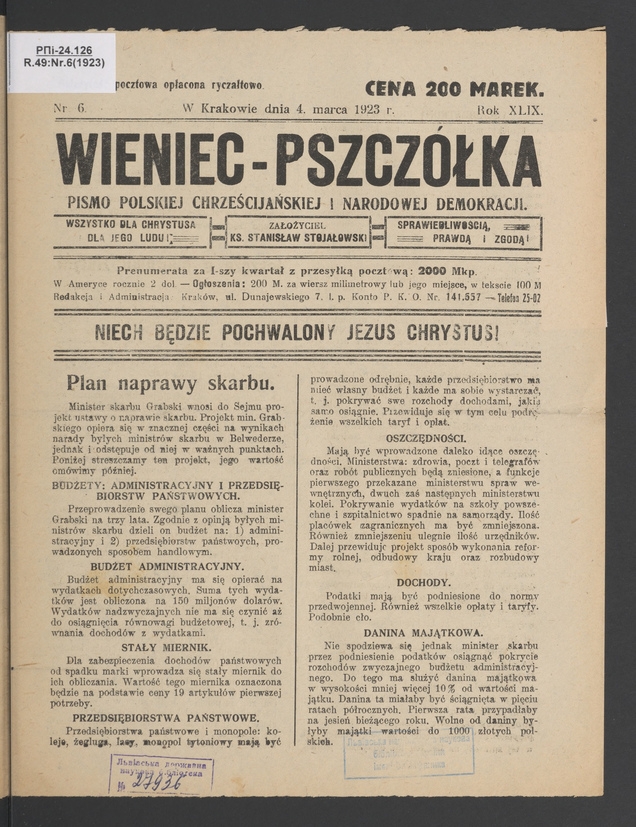 РПі-24.126
R.49:Nr.6(1923)
pocztowa opłacona ryczałtowo.
CENA 200 MAREK.
Nr 6.
W Krakowie dnia 4. marca 1923 r.
Rok XLIX.
WIENIEC-PSZCZÓŁKA
PISMO POLSKIEJ CHRZEŚCIJAŃSKIEJ I NARODOWEJ DEMOKRACJI.
WSZYSTKO DLA CHRYSTUSA
DLA JEGO LUDU!
ZAŁOŻYCIEL
KS. STANISŁAW STOJAŁOWSKI
SPRAWIEDLIWOŚCIĄ,
PRAWDĄ I ZGODĄ!
Prenumerata za I-szy kwartał z przesyłką pocztową: 2000 Mkp.
W Ameryce rocznie 2 dol. — Ogłoszenia: 200 M. za wiersz milimetrowy lub jego miejsce, w tekście 100 M
Redakcja i Administracja Kraków, ul. Dunajewskiego 7, I. p. Konto P. K. O. Nr. 141.557 — Telefon 25-02
NIECH BĘDZIE POCHWALONY JEZUS CHRYSTUS!
Plan naprawy skarbu.
Minister skarbu Grabski wnosi do Sejmu pro-
jekt ustawy o naprawie skarbu. Projekt min. Grab-
skiego opiera się w znacznej części na wynikach
narady byłych ministrów skarbu w Belwederze,
jednak i odstępuje od niej w ważnych punktach.
Poniżej streszczamy ten projekt, jego wartość
omówimy później.
BUDŻETY: ADMINISTRACYJNY I PRZEDSIĘ-
BIORSTW PAŃSTWOWYCH.
Przeprowadzenie swego planu oblicza minister
Grabski na trzy lata. Zgodnie z opinją byłych mi-
nistrów skarbu dzieli on budżet na: 1) admini-
stracyjny i 2) przedsiębiorstw państwowych, pro-
wadzonych sposobem handlowym.
BUDŻET ADMINISTRACYJNY.
Budżet administracyjny ma się opierać na
wydatkach dotychczasowych. Suma tych wyda-
tków jest obliczona na 150 miljonów dolarów.
Wydatków nadzwyczajnych nie ma się czynić aż
do osiągnięcia równowagi budżetowej, t. j. zró-
wnania dochodów z wydatkami.
STAŁY MIERNIK.
Dla zabezpieczenia dochodów państwowych
od spadku marki wprowadza się stały miernik do
ich obliczania. Wartość tego miernika oznaczona
będzie na podstawie ceny 19 artykułów pierwszej
potrzeby.
PRZEDSIĘBIORSTWA PAŃSTWOWE.
Przedsiębiorstwa państwowe i monopole: ko-
leje, żegluga, lasy, monopol tytoniowy mają być
prowadzone odrębnie, każde przedsiębiorstwo ma
mieć własny budżet i każde ma sobie wystarczać,
t. j. pokrywać swe rozchody dochodami, jakie
samo osiągnie. Przewiduje się w tym celu podro-
żenie wszelkich taryf i opłat.
OSZCZĘDNOŚCI.
Mają być wprowadzone daleko idące oszczę-
dności. Ministerstwa: zdrowia, poczt i telegrafów
oraz robót publicznych będą zniesione, a funkcje
pierwszego przekazane ministerstwu spraw we-
wnętrznych, dwuch zaś następnych ministerstwu
kolei. Pokrywanie wydatków na szkoły powsze-
chne i szpitalnictwo spadnie na samorządy. Ilość
placówek zagranicznych ma być zmniejszona.
Również zmniejszeniu ulegnie ilość urzędników.
Dalej przewiduje projekt sposób wykonania refor-
my rolnej, odbudowy kraju oraz rozbudowy
miast.
DOCHODY.
Podatki mają być podniesione do normy
przedwojennej. Również wszelkie opłaty i taryfy.
Podobnie cło.
DANINA MAJĄTKOWA.
Nie spodziewa się jednak minister skarbu
przez podniesienie podatków osiągnąć pokrycie
rozchodów zwyczajnego budżetu administracyj-
nego. Do tego ma służyć danina majątkowa
w wysokości mniej więcej 10% od wartości ma-
jątku. Danina ta miałaby być ściągnięta w pięciu
ratach półrocznych. Pierwsza rata przypadłaby
na jesień bieżącego roku. Wolne od daniny by-
łyby majątki wartości do 1000 złotych pol-
skich.
Львівська державна
наукова бібліотека
№ 27936